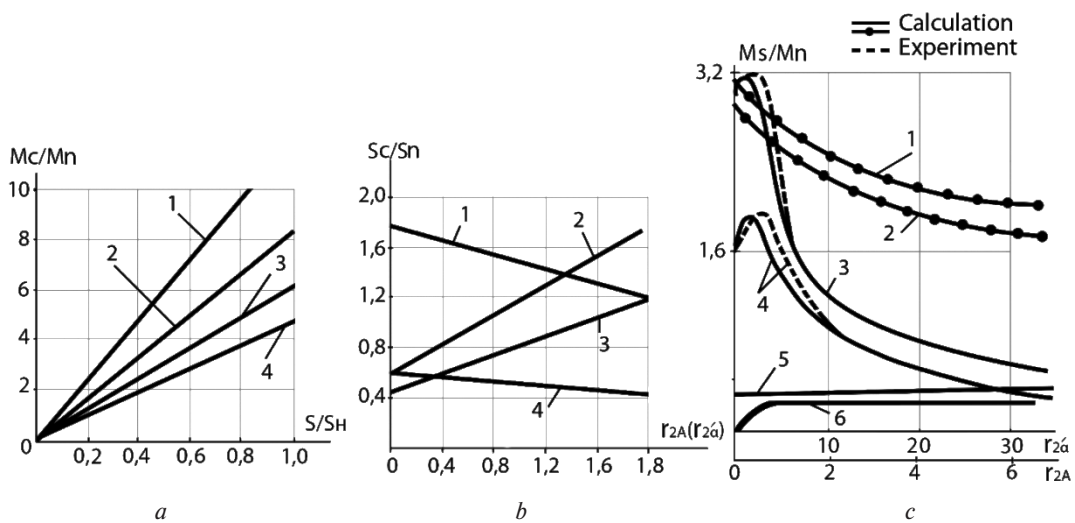 Calculation
Experiment
Mc/Mn
10
8
6
4
2
0
1
2
3
4
S/SH
0,2 0,4 0,6 0,8 1,0
a
Sc/Sn
2,0
1,6
1,2
0,8
0,4
1
2
3
4
r2A(r2á)
0 0,4 0,8 1,2 1,6 1,8
b
Ms/Mn
3,2
1,6
1
2
3
4
5
6
10 20 30 r2á
0 2 4 6 r2A
c